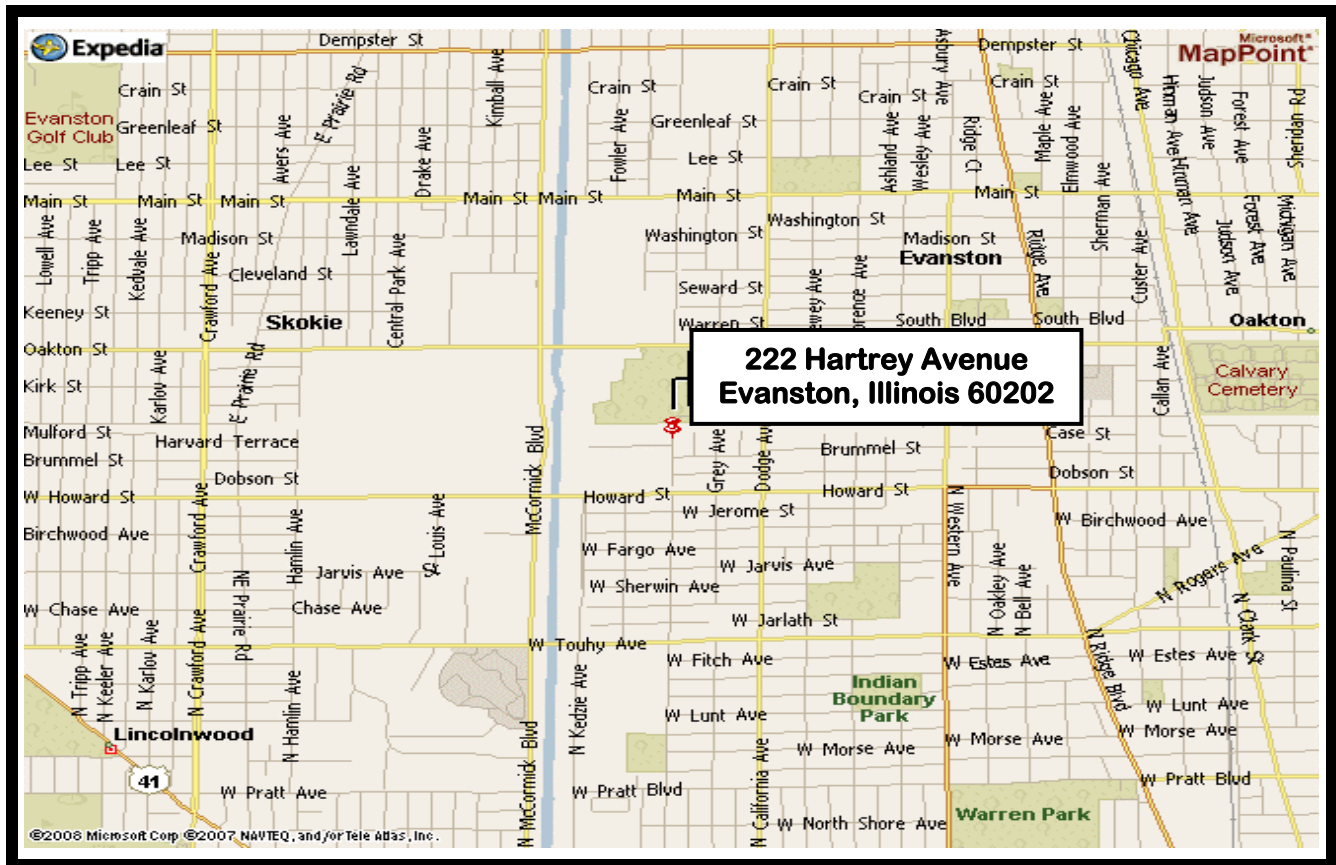 Expedia
Dempster St
Dempster St
Microsoft®
MapPoint®
Crain St
E Prairie Rd
Kimball Ave
Crain St
Crain St
Crain St
Asbury Ave
Crain St
Chicago Ave
Evanston
Golf Club
Greenleaf St
Avers Ave
Drake Ave
Fowler Ave
Greenleaf St
Ashland Ave
Wesley Ave
Ridge Ct
Maple Ave
Elmwood Ave
Hinman Ave
Judson Ave
Forest Ave
Sheridan Rd
Lee St
Lee St
Lawndale Ave
Lee St
Sherman Ave
Hinman Ave
Main St
Main St
Main St
Main St
Main St
Main St
Main St
Lowell Ave
Tripp Ave
Kedvale Ave
Madison St
Crawford Ave
Cleveland St
Central Park Ave
Washington St
Washington St
Madison St
Evanston
Ridge Ave
Custer Ave
Judson Ave
Forest Ave
Michigan Ave
Keeney St
Skokie
Seward St
Warren St
South Blvd
South Blvd
Oakton
Oakton St
222 Hartrey Avenue
Evanston, Illinois 60202
Kirk St
Karlov Ave
E Prairie Rd
Callan Ave
Calvary
Cemetery
Mulford St
Harvard Terrace
McCormick Blvd
Grey Ave
Dodge Av
Case St
Brummel St
Brummel St
Dobson St
Dobson St
W Howard St
Howard St
Howard St
Crawford Ave
W Jerome St
N Western Ave
W Birchwood Ave
Birchwood Ave
Hamlin Ave
Louis Ave
W Fargo Ave
N Rogers Ave
N Paulina St
Jarvis Ave
W Jarvis Ave
NE Prairie Rd
W Sherwin Ave
N Oakley Ave
N Bell Ave
W Chase Ave
Chase Ave
W Jarlath St
N Clark St
N Tripp Ave
N Keeler Ave
N Karlov Ave
N Crawford Ave
W Touhy Ave
N Ridge Blvd
W Fitch Ave
W Estes Ave
W Estes Ave
N Hamlin Ave
N Kedzie Ave
Indian
Boundary
Park
W Lunt Ave
W Lunt Ave
Lincolnwood
N McCormick Blvd
N California Ave
W Morse Ave
W Morse Ave
W Morse Ave
41
W Pratt Ave
W Pratt Blvd
W Pratt Blvd
W North Shore Ave
Warren Park
©2008 Microsoft Corp ©2007 NAVTEQ, and/or Tele Atlas, Inc.